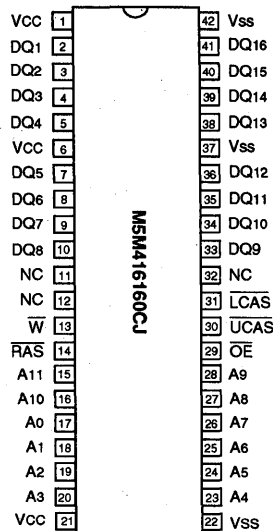 VCC 1 42 Vss
DQ1 2 41 DQ16
DQ2 3 40 DQ15
DQ3 4 39 DQ14
DQ4 5 38 DQ13
VCC 6 37 Vss
DQ5 7 36 DQ12
DQ6 8 35 DQ11
DQ7 9 34 DQ10
DQ8 10 33 DQ9
NC 11 32 NC
NC 12 31 L̅C̅A̅S̅
W̅ 13 30 U̅C̅A̅S̅
R̅A̅S̅ 14 29 O̅E̅
A11 15 28 A9
A10 16 27 A8
A0 17 26 A7
A1 18 25 A6
A2 19 24 A5
A3 20 23 A4
VCC 21 22 VSS
M5M416160CJ